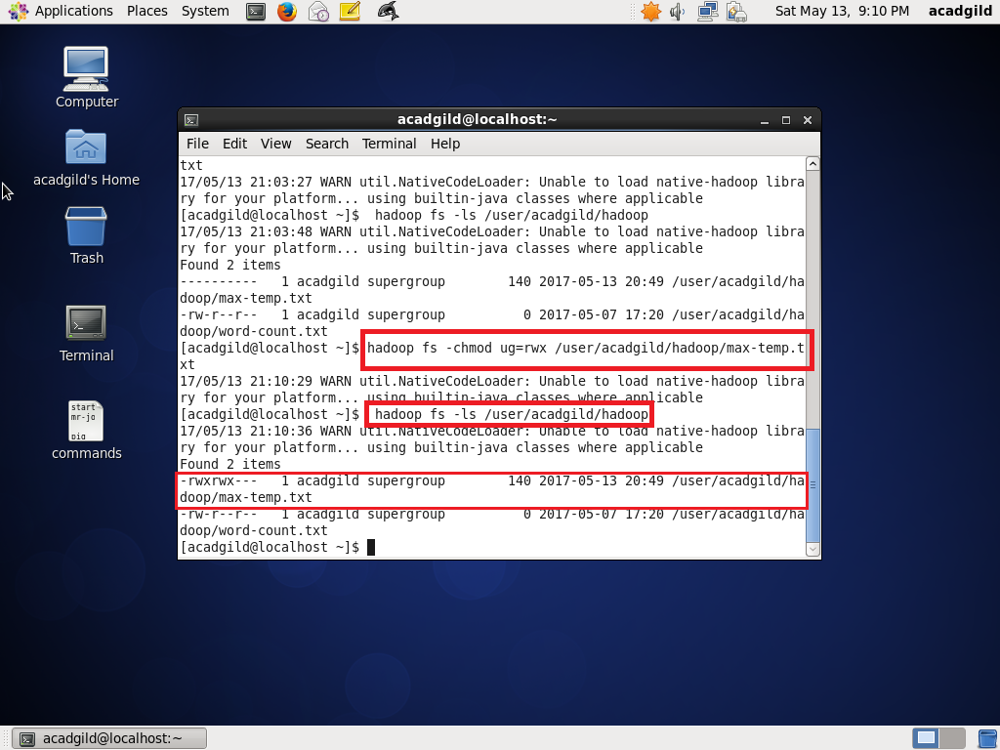 Applications Places System Sat May 13, 9:10 PM acadgild
Computer
acadgild's Home
Trash
Terminal
start
mr-jo
pig
commands
acadgild@localhost:~
File Edit View Search Terminal Help
txt
17/05/13 21:03:27 WARN util.NativeCodeLoader: Unable to load native-hadoop libra
ry for your platform... using builtin-java classes where applicable
[acadgild@localhost ~]$  hadoop fs -ls /user/acadgild/hadoop
17/05/13 21:03:48 WARN util.NativeCodeLoader: Unable to load native-hadoop libra
ry for your platform... using builtin-java classes where applicable
Found 2 items
----------   1 acadgild supergroup        140 2017-05-13 20:49 /user/acadgild/ha
doop/max-temp.txt
-rw-r--r--   1 acadgild supergroup          0 2017-05-07 17:20 /user/acadgild/ha
doop/word-count.txt
[acadgild@localhost ~]$ hadoop fs -chmod ug=rwx /user/acadgild/hadoop/max-temp.t
xt
17/05/13 21:10:29 WARN util.NativeCodeLoader: Unable to load native-hadoop libra
ry for your platform... using builtin-java classes where applicable
[acadgild@localhost ~]$  hadoop fs -ls /user/acadgild/hadoop
17/05/13 21:10:36 WARN util.NativeCodeLoader: Unable to load native-hadoop libra
ry for your platform... using builtin-java classes where applicable
Found 2 items
-rwxrwx---   1 acadgild supergroup        140 2017-05-13 20:49 /user/acadgild/ha
doop/max-temp.txt
-rw-r--r--   1 acadgild supergroup          0 2017-05-07 17:20 /user/acadgild/ha
doop/word-count.txt
[acadgild@localhost ~]$
acadgild@localhost:~